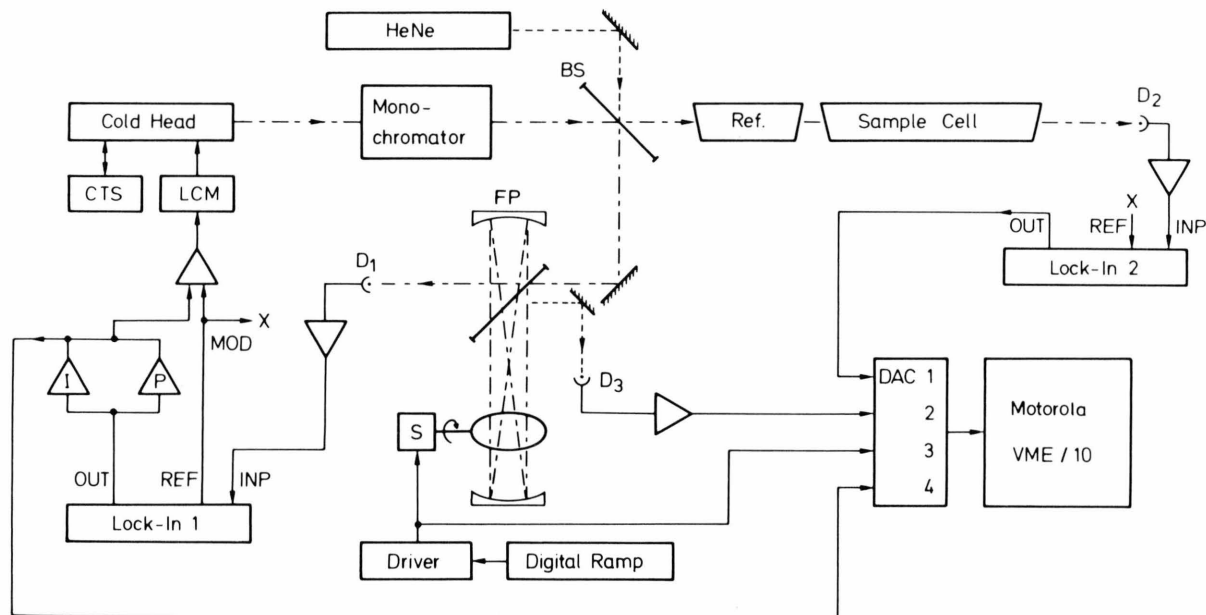 HeNe
BS
Cold Head
Mono-
chromator
Ref.
Sample Cell
D2
CTS
LCM
FP
X
OUT
REF
INP
Lock-In 2
D1
X
MOD
I
P
D3
DAC 1
2
3
4
Motorola
VME / 10
S
OUT
REF
INP
Lock-In 1
Driver
Digital Ramp